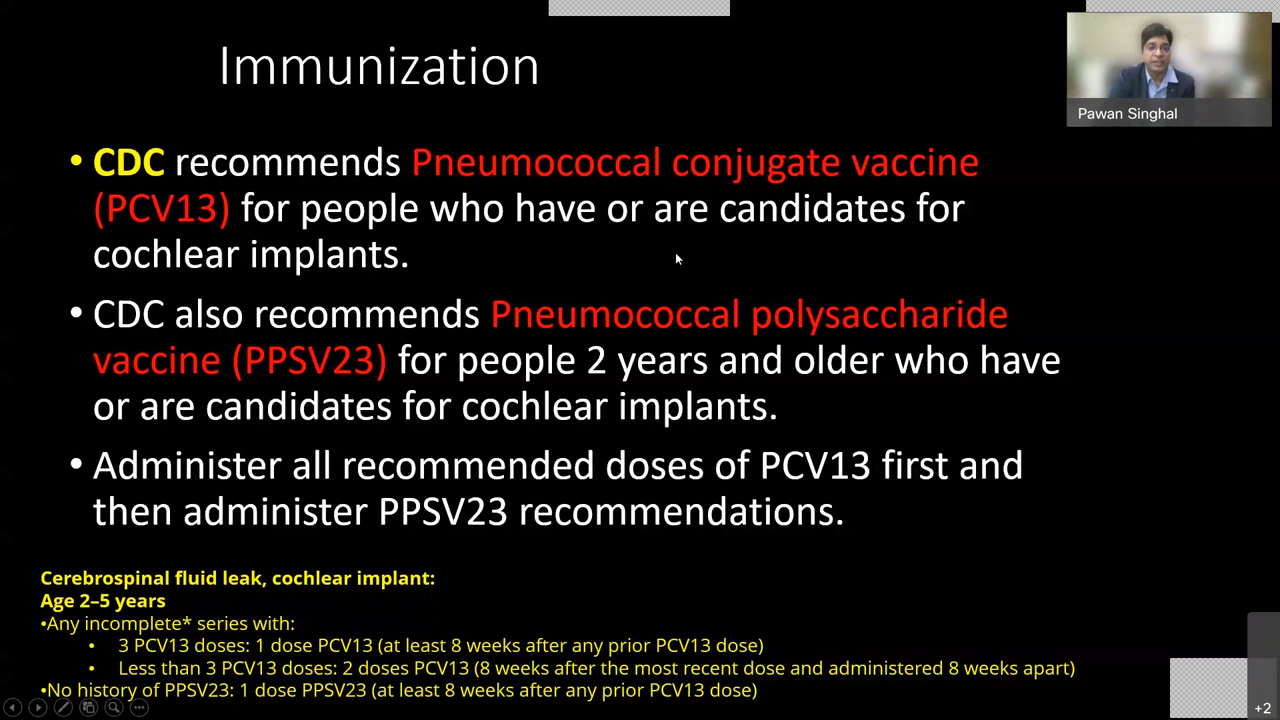 Immunization
Pawan Singhal
• CDC recommends Pneumococcal conjugate vaccine
(PCV13) for people who have or are candidates for
cochlear implants.
• CDC also recommends Pneumococcal polysaccharide
vaccine (PPSV23) for people 2 years and older who have
or are candidates for cochlear implants.
• Administer all recommended doses of PCV13 first and
then administer PPSV23 recommendations.
Cerebrospinal fluid leak, cochlear implant:
Age 2–5 years
•Any incomplete* series with:
• 3 PCV13 doses: 1 dose PCV13 (at least 8 weeks after any prior PCV13 dose)
• Less than 3 PCV13 doses: 2 doses PCV13 (8 weeks after the most recent dose and administered 8 weeks apart)
•No history of PPSV23: 1 dose PPSV23 (at least 8 weeks after any prior PCV13 dose)
+2